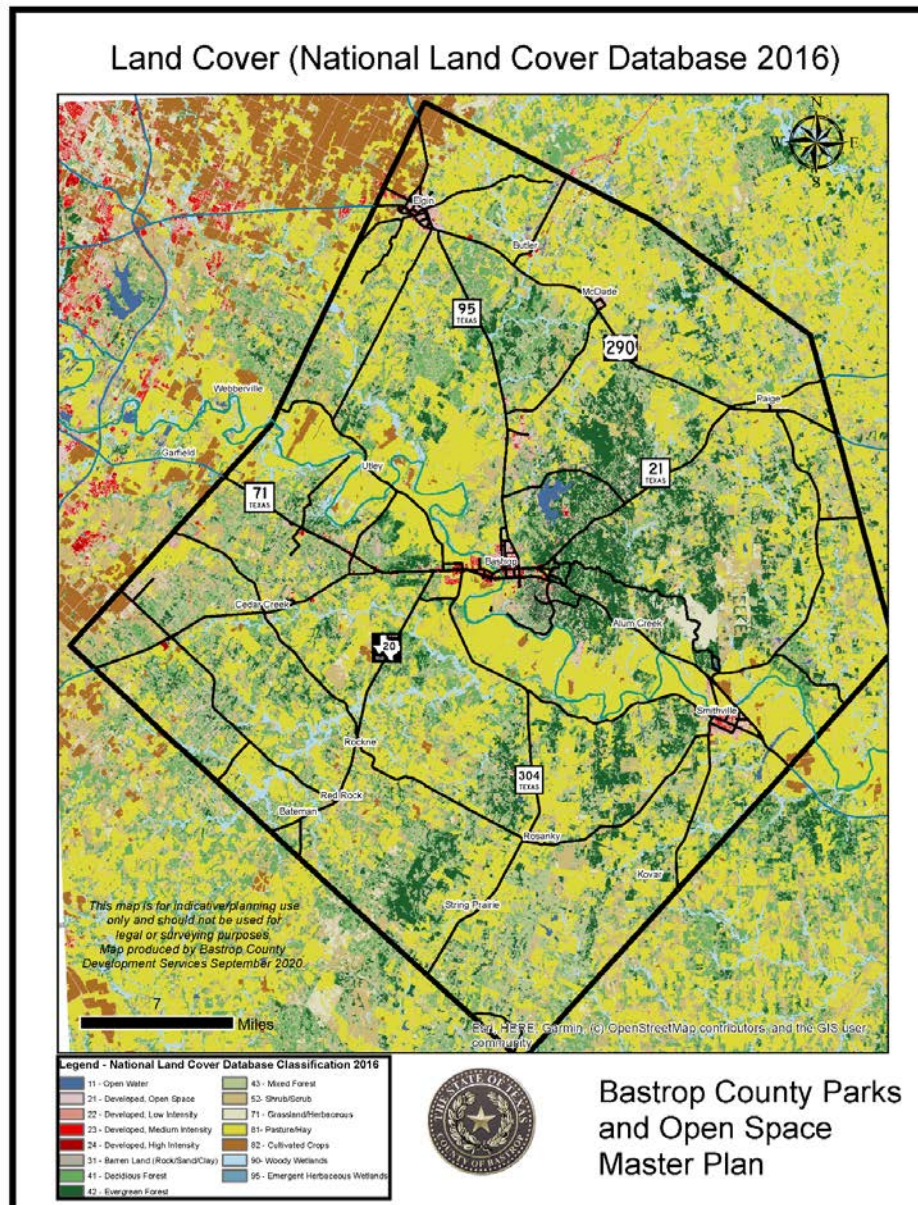 Land Cover (National Land Cover Database 2016)
N
W E
S
Elgin
Butler
McDade
95
TEXAS
290
Webberville
Raige
Garfield
Utley
21
TEXAS
71
TEXAS
Bastrop
Cedar Creek
Alum Creek
20
Smithville
Rockne
304
TEXAS
Red Rock
Bateman
Rosanky
Kovar
String Prairie
This map is for indicative/planning use
only and should not be used for
legal or surveying purposes.
Map produced by Bastrop County
Development Services September 2020
7
Miles
Esri, HERE, Garmin, (c) OpenStreetMap contributors, and the GIS user
community
Legend - National Land Cover Database Classification 2016
11 - Open Water
21 - Developed, Open Space
22 - Developed, Low Intensity
23 - Developed, Medium Intensity
24 - Developed, High Intensity
31 - Barren Land (Rock/Sand/Clay)
41 - Decidious Forest
42 - Evergreen Forest
43 - Mixed Forest
52- Shrub/Scrub
71 - Grassland/Herbaceous
81- Pasture/Hay
82 - Cultivated Crops
90- Woody Wetlands
95 - Emergent Herbaceous Wetlands
THE STATE OF TEXAS
COUNTY OF BASTROP
Bastrop County Parks
and Open Space
Master Plan